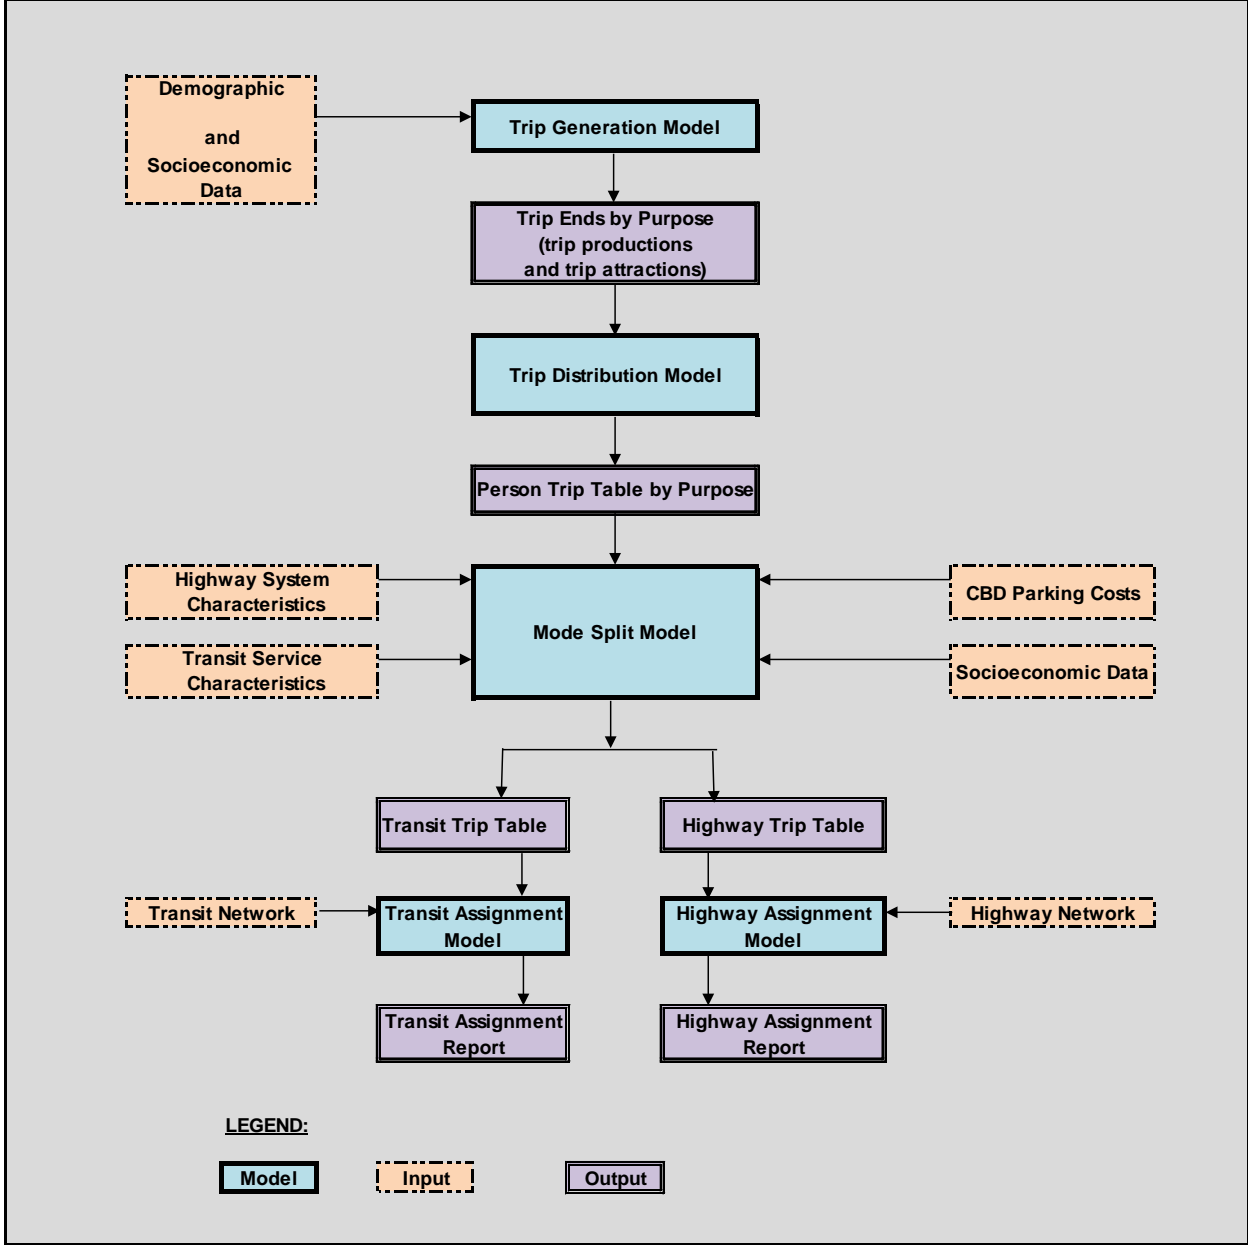 Demographic
and
Socioeconomic
Data
Trip Generation Model
Trip Ends by Purpose
(trip productions
and trip attractions)
Trip Distribution Model
Person Trip Table by Purpose
Highway System
Characteristics
Transit Service
Characteristics
Mode Split Model
CBD Parking Costs
Socioeconomic Data
Transit Trip Table
Highway Trip Table
Transit Network
Transit Assignment
Model
Highway Assignment
Model
Highway Network
Transit Assignment
Report
Highway Assignment
Report
LEGEND:
Model
Input
Output